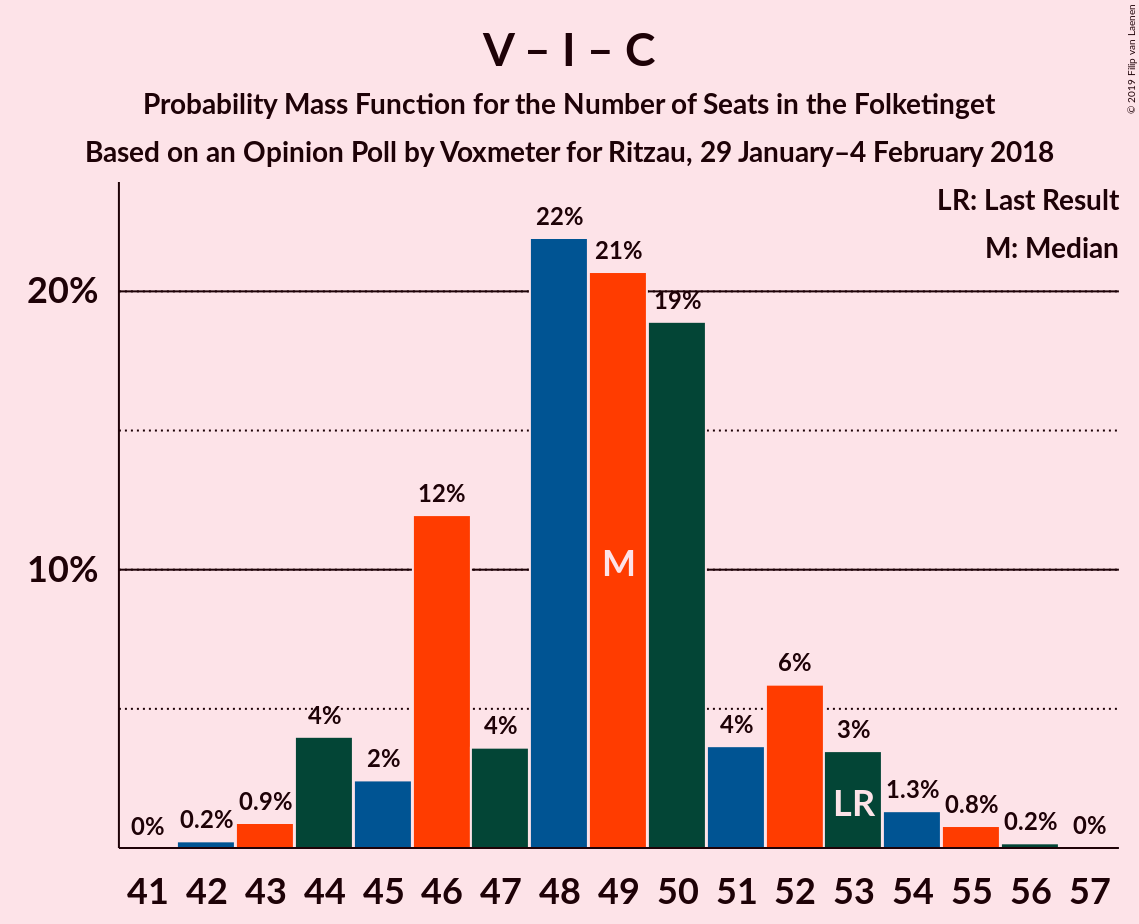 V – I – C
Probability Mass Function for the Number of Seats in the Folketinget
Based on an Opinion Poll by Voxmeter for Ritzau, 29 January–4 February 2018
© 2019 Filip van Laenen
LR: Last Result
M: Median
20%
10%
0% 0.2% 0.9% 4% 2% 12% 4% 22% 21% 19% 4% 6% 3% 1.3% 0.8% 0.2% 0%
M
LR
41 42 43 44 45 46 47 48 49 50 51 52 53 54 55 56 57